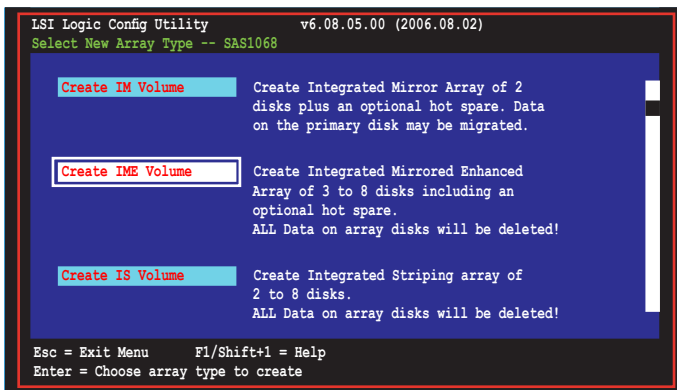 LSI Logic Config Utility v6.08.05.00 (2006.08.02)
Select New Array Type -- SAS1068
Create IM Volume Create Integrated Mirror Array of 2
disks plus an optional hot spare. Data
on the primary disk may be migrated.
Create IME Volume Create Integrated Mirrored Enhanced
Array of 3 to 8 disks including an
optional hot spare.
ALL Data on array disks will be deleted!
Create IS Volume Create Integrated Striping array of
2 to 8 disks.
ALL Data on array disks will be deleted!
Esc = Exit Menu F1/Shift+1 = Help
Enter = Choose array type to create